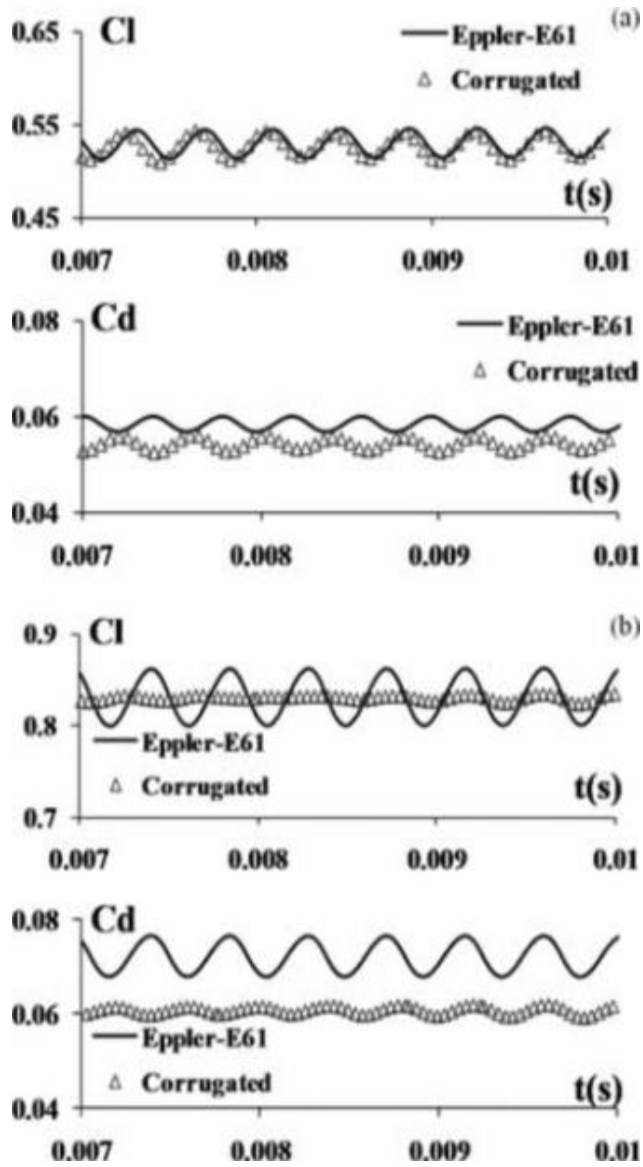 0.65 Cl (a)
Eppler-E61
Corrugated
0.55
0.45 t(s)
0.007 0.008 0.009 0.01
0.08 Cd
Eppler-E61
Corrugated
0.06
0.04 t(s)
0.007 0.008 0.009 0.01
0.9 Cl (b)
0.8
Eppler-E61
Corrugated t(s)
0.7
0.007 0.008 0.009 0.01
0.08 Cd
0.06
Eppler-E61
Corrugated t(s)
0.04
0.007 0.008 0.009 0.01